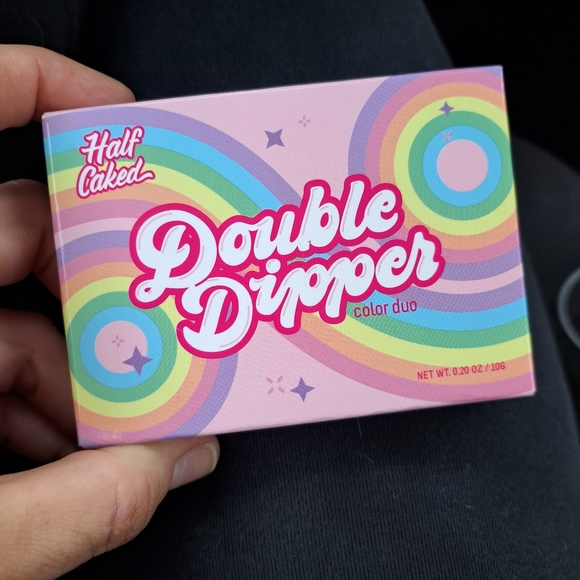 Half
Caked
Double
Dipper
color duo
NET WT. 0.20 OZ / 10G